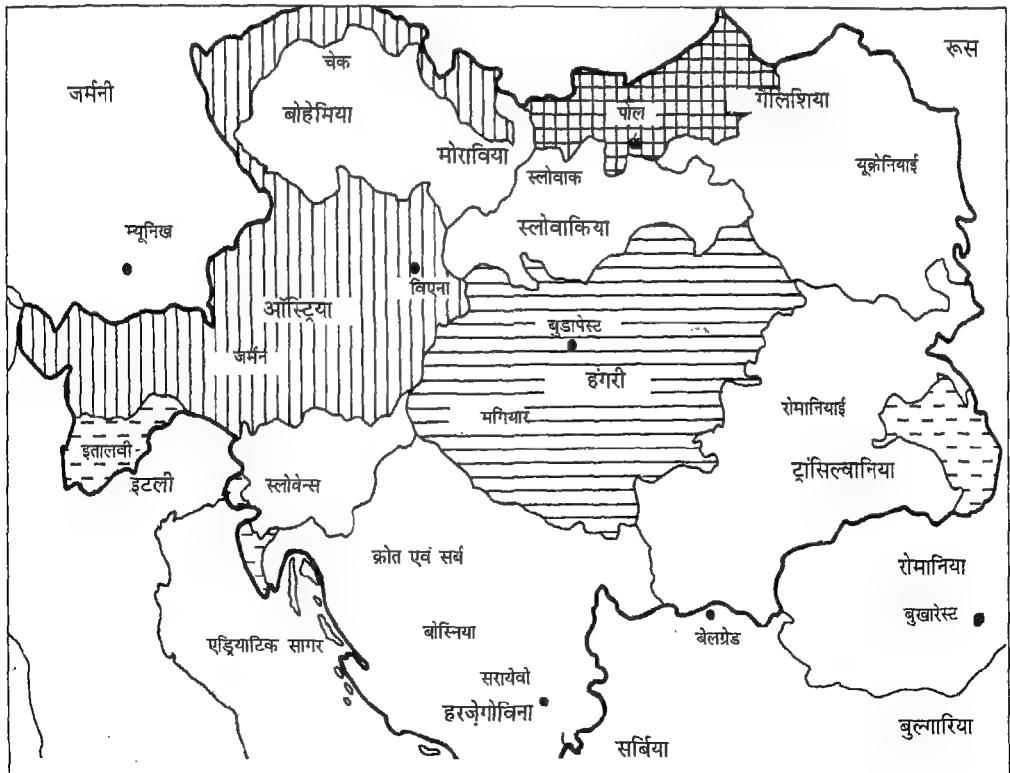 रूस
चेक
जर्मनी
बोहेमिया
पोल
गैलिशिया
मोराविया
यूक्रेनियाई
स्लोवाक
स्लोवाकिया
म्यूनिख
विएना
ऑस्ट्रिया
बुडापेस्ट
जर्मन
हंगरी
रोमानियाई
मगियार
इतालवी
इटली
स्लोवेन्स
ट्रांसिल्वानिया
क्रोत एवं सर्ब
रोमानिया
बुखारेस्ट
बोस्निया
बेलग्रेड
एड्रियाटिक सागर
सरायेवो
हरज़ेगोविना
बुल्गारिया
सर्बिया